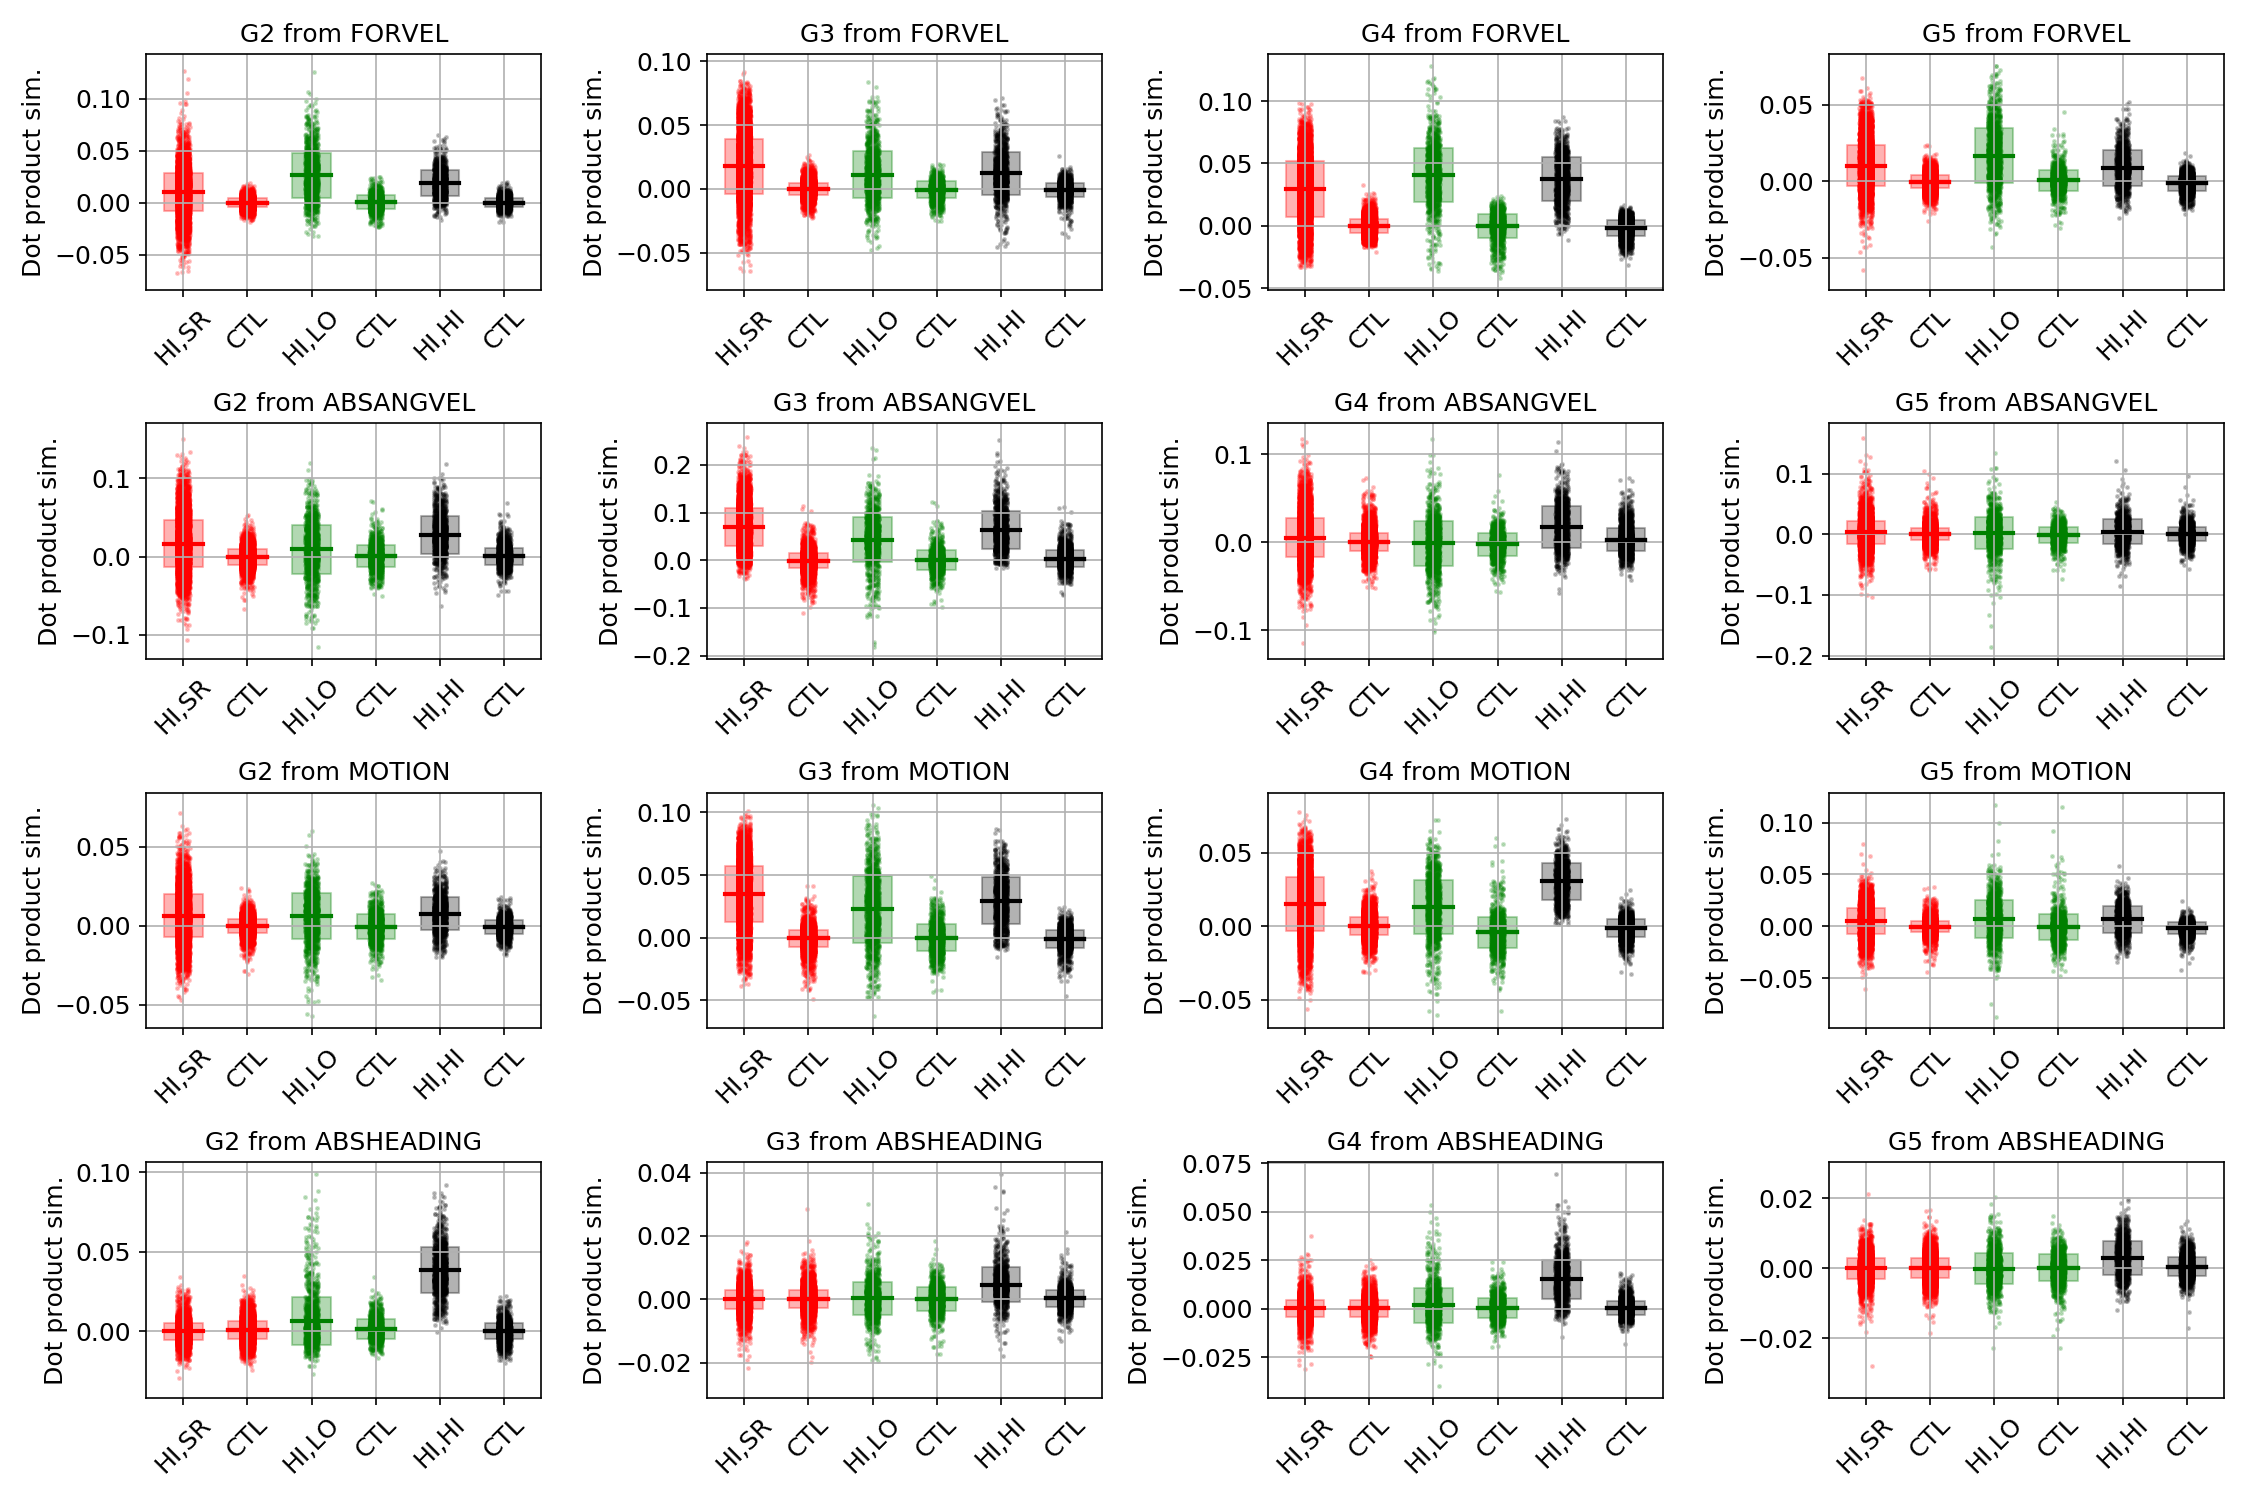 G2 from FORVEL
Dot product sim.
0.10
0.05
0.00
−0.05
HI,SR CTL HI,LO CTL HI,HI CTL
G3 from FORVEL
Dot product sim.
0.10
0.05
0.00
−0.05
HI,SR CTL HI,LO CTL HI,HI CTL
G4 from FORVEL
Dot product sim.
0.10
0.05
0.00
−0.05
HI,SR CTL HI,LO CTL HI,HI CTL
G5 from FORVEL
Dot product sim.
0.05
0.00
−0.05
HI,SR CTL HI,LO CTL HI,HI CTL
G2 from ABSANGVEL
Dot product sim.
0.1
0.0
−0.1
HI,SR CTL HI,LO CTL HI,HI CTL
G3 from ABSANGVEL
Dot product sim.
0.2
0.1
0.0
−0.1
−0.2
HI,SR CTL HI,LO CTL HI,HI CTL
G4 from ABSANGVEL
Dot product sim.
0.1
0.0
−0.1
HI,SR CTL HI,LO CTL HI,HI CTL
G5 from ABSANGVEL
Dot product sim.
0.1
0.0
−0.1
−0.2
HI,SR CTL HI,LO CTL HI,HI CTL
G2 from MOTION
Dot product sim.
0.05
0.00
−0.05
HI,SR CTL HI,LO CTL HI,HI CTL
G3 from MOTION
Dot product sim.
0.10
0.05
0.00
−0.05
HI,SR CTL HI,LO CTL HI,HI CTL
G4 from MOTION
Dot product sim.
0.05
0.00
−0.05
HI,SR CTL HI,LO CTL HI,HI CTL
G5 from MOTION
Dot product sim.
0.10
0.05
0.00
−0.05
HI,SR CTL HI,LO CTL HI,HI CTL
G2 from ABSHEADING
Dot product sim.
0.10
0.05
0.00
HI,SR CTL HI,LO CTL HI,HI CTL
G3 from ABSHEADING
Dot product sim.
0.04
0.02
0.00
−0.02
HI,SR CTL HI,LO CTL HI,HI CTL
G4 from ABSHEADING
Dot product sim.
0.075
0.050
0.025
0.000
−0.025
HI,SR CTL HI,LO CTL HI,HI CTL
G5 from ABSHEADING
Dot product sim.
0.02
0.00
−0.02
HI,SR CTL HI,LO CTL HI,HI CTL